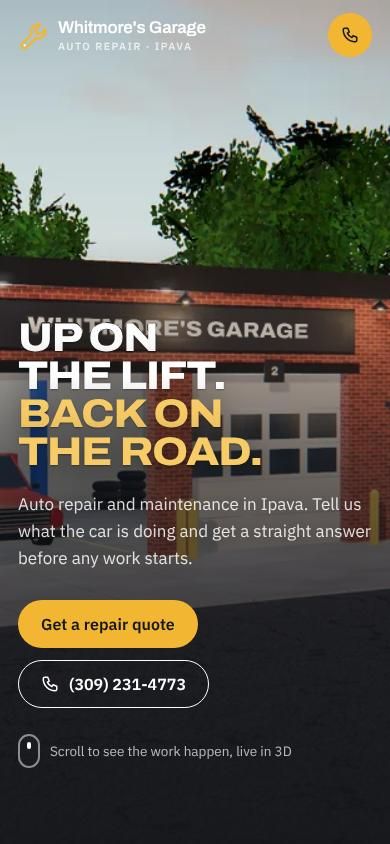 Whitmore's Garage
AUTO REPAIR · IPAVA
WHITMORE'S GARAGE
UP ON
THE LIFT.
2
BACK ON
THE ROAD.
Auto repair and maintenance in Ipava. Tell us
what the car is doing and get a straight answer
before any work starts.
Get a repair quote
(309) 231-4773
Scroll to see the work happen, live in 3D